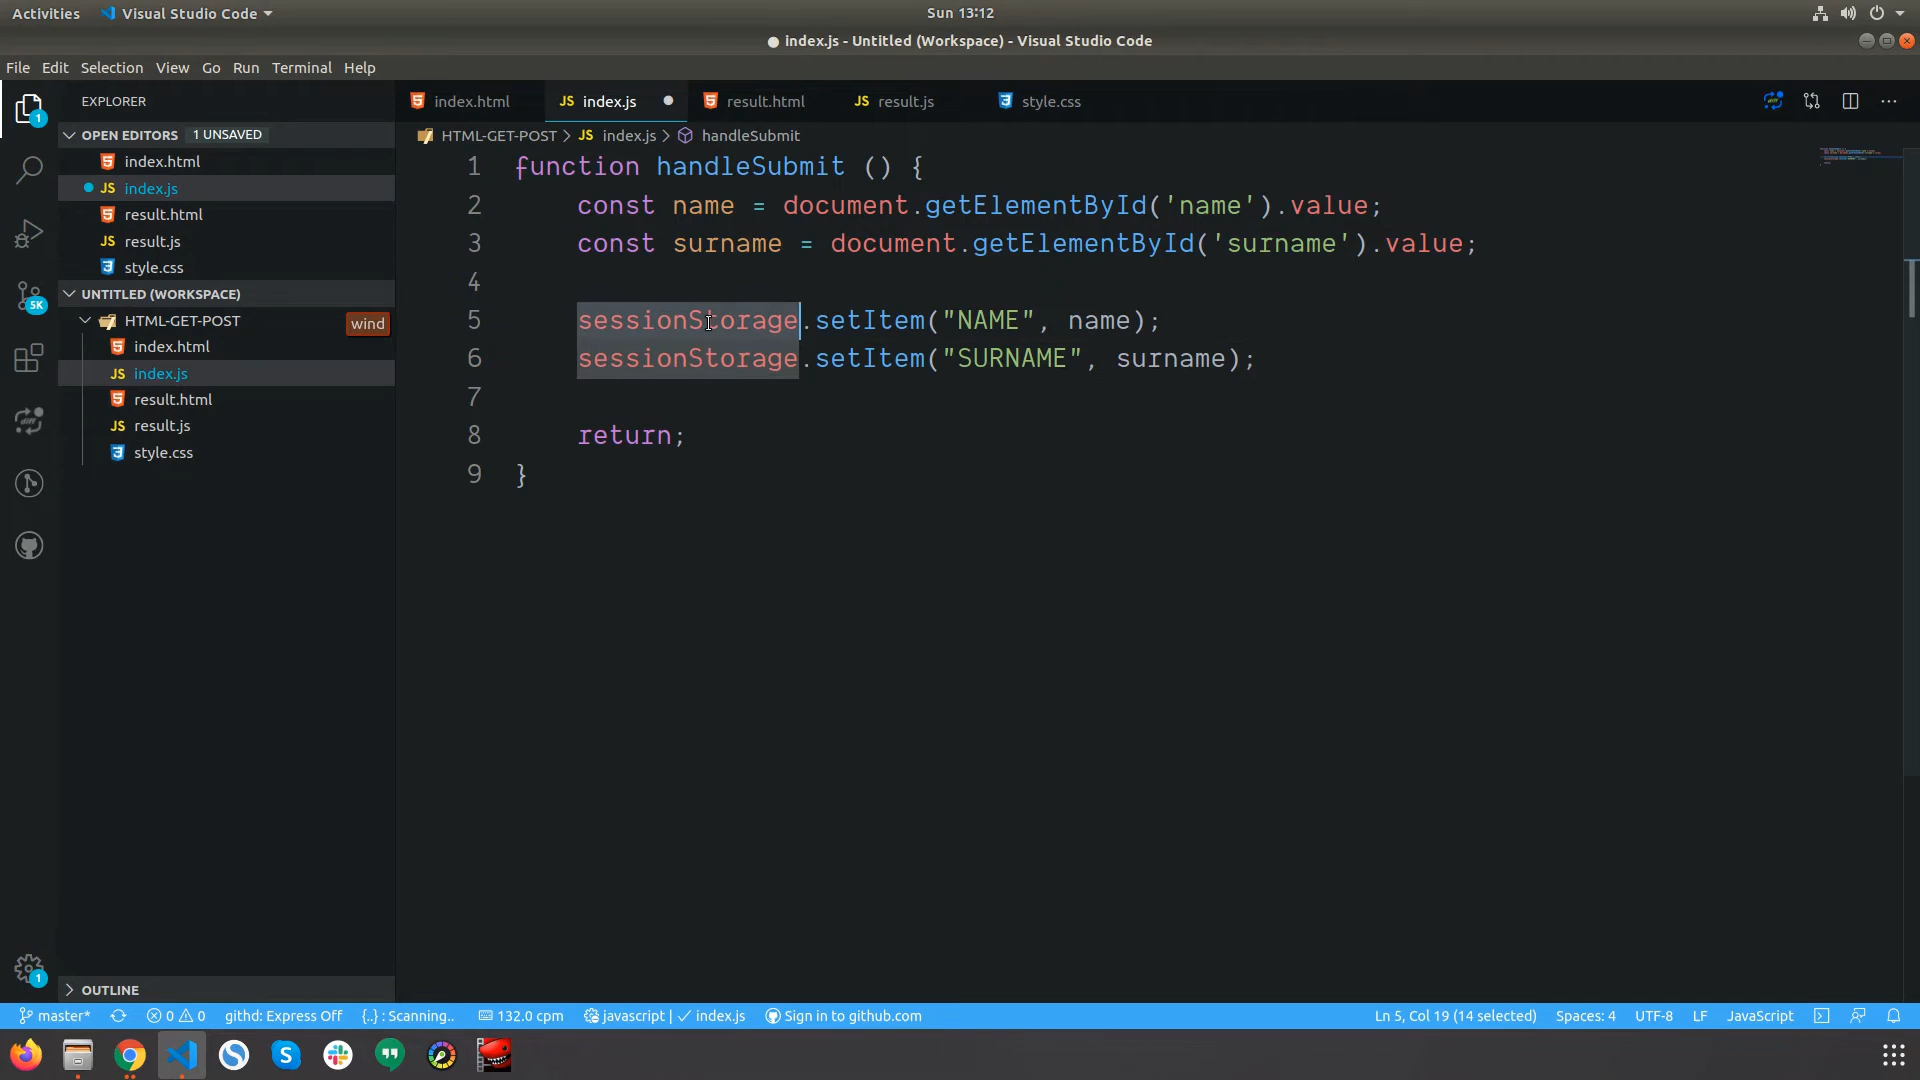 Activities Visual Studio Code Sun 13:12
● index.js - Untitled (Workspace) - Visual Studio Code
File Edit Selection View Go Run Terminal Help
EXPLORER
OPEN EDITORS 1 UNSAVED
index.html
index.js
result.html
result.js
style.css
UNTITLED (WORKSPACE)
HTML-GET-POST wind
index.html
index.js
result.html
result.js
style.css
OUTLINE
1
5K
1
index.html JS index.js result.html JS result.js style.css
HTML-GET-POST > JS index.js > handleSubmit
1 function handleSubmit () {
2 const name = document.getElementById('name').value;
3 const surname = document.getElementById('surname').value;
4
5 sessionStorage.setItem("NAME", name);
6 sessionStorage.setItem("SURNAME", surname);
7
8 return;
9 }
master* 0 0 githd: Express Off {..} : Scanning.. 132.0 cpm javascript | ✓ index.js Sign in to github.com Ln 5, Col 19 (14 selected) Spaces: 4 UTF-8 LF JavaScript